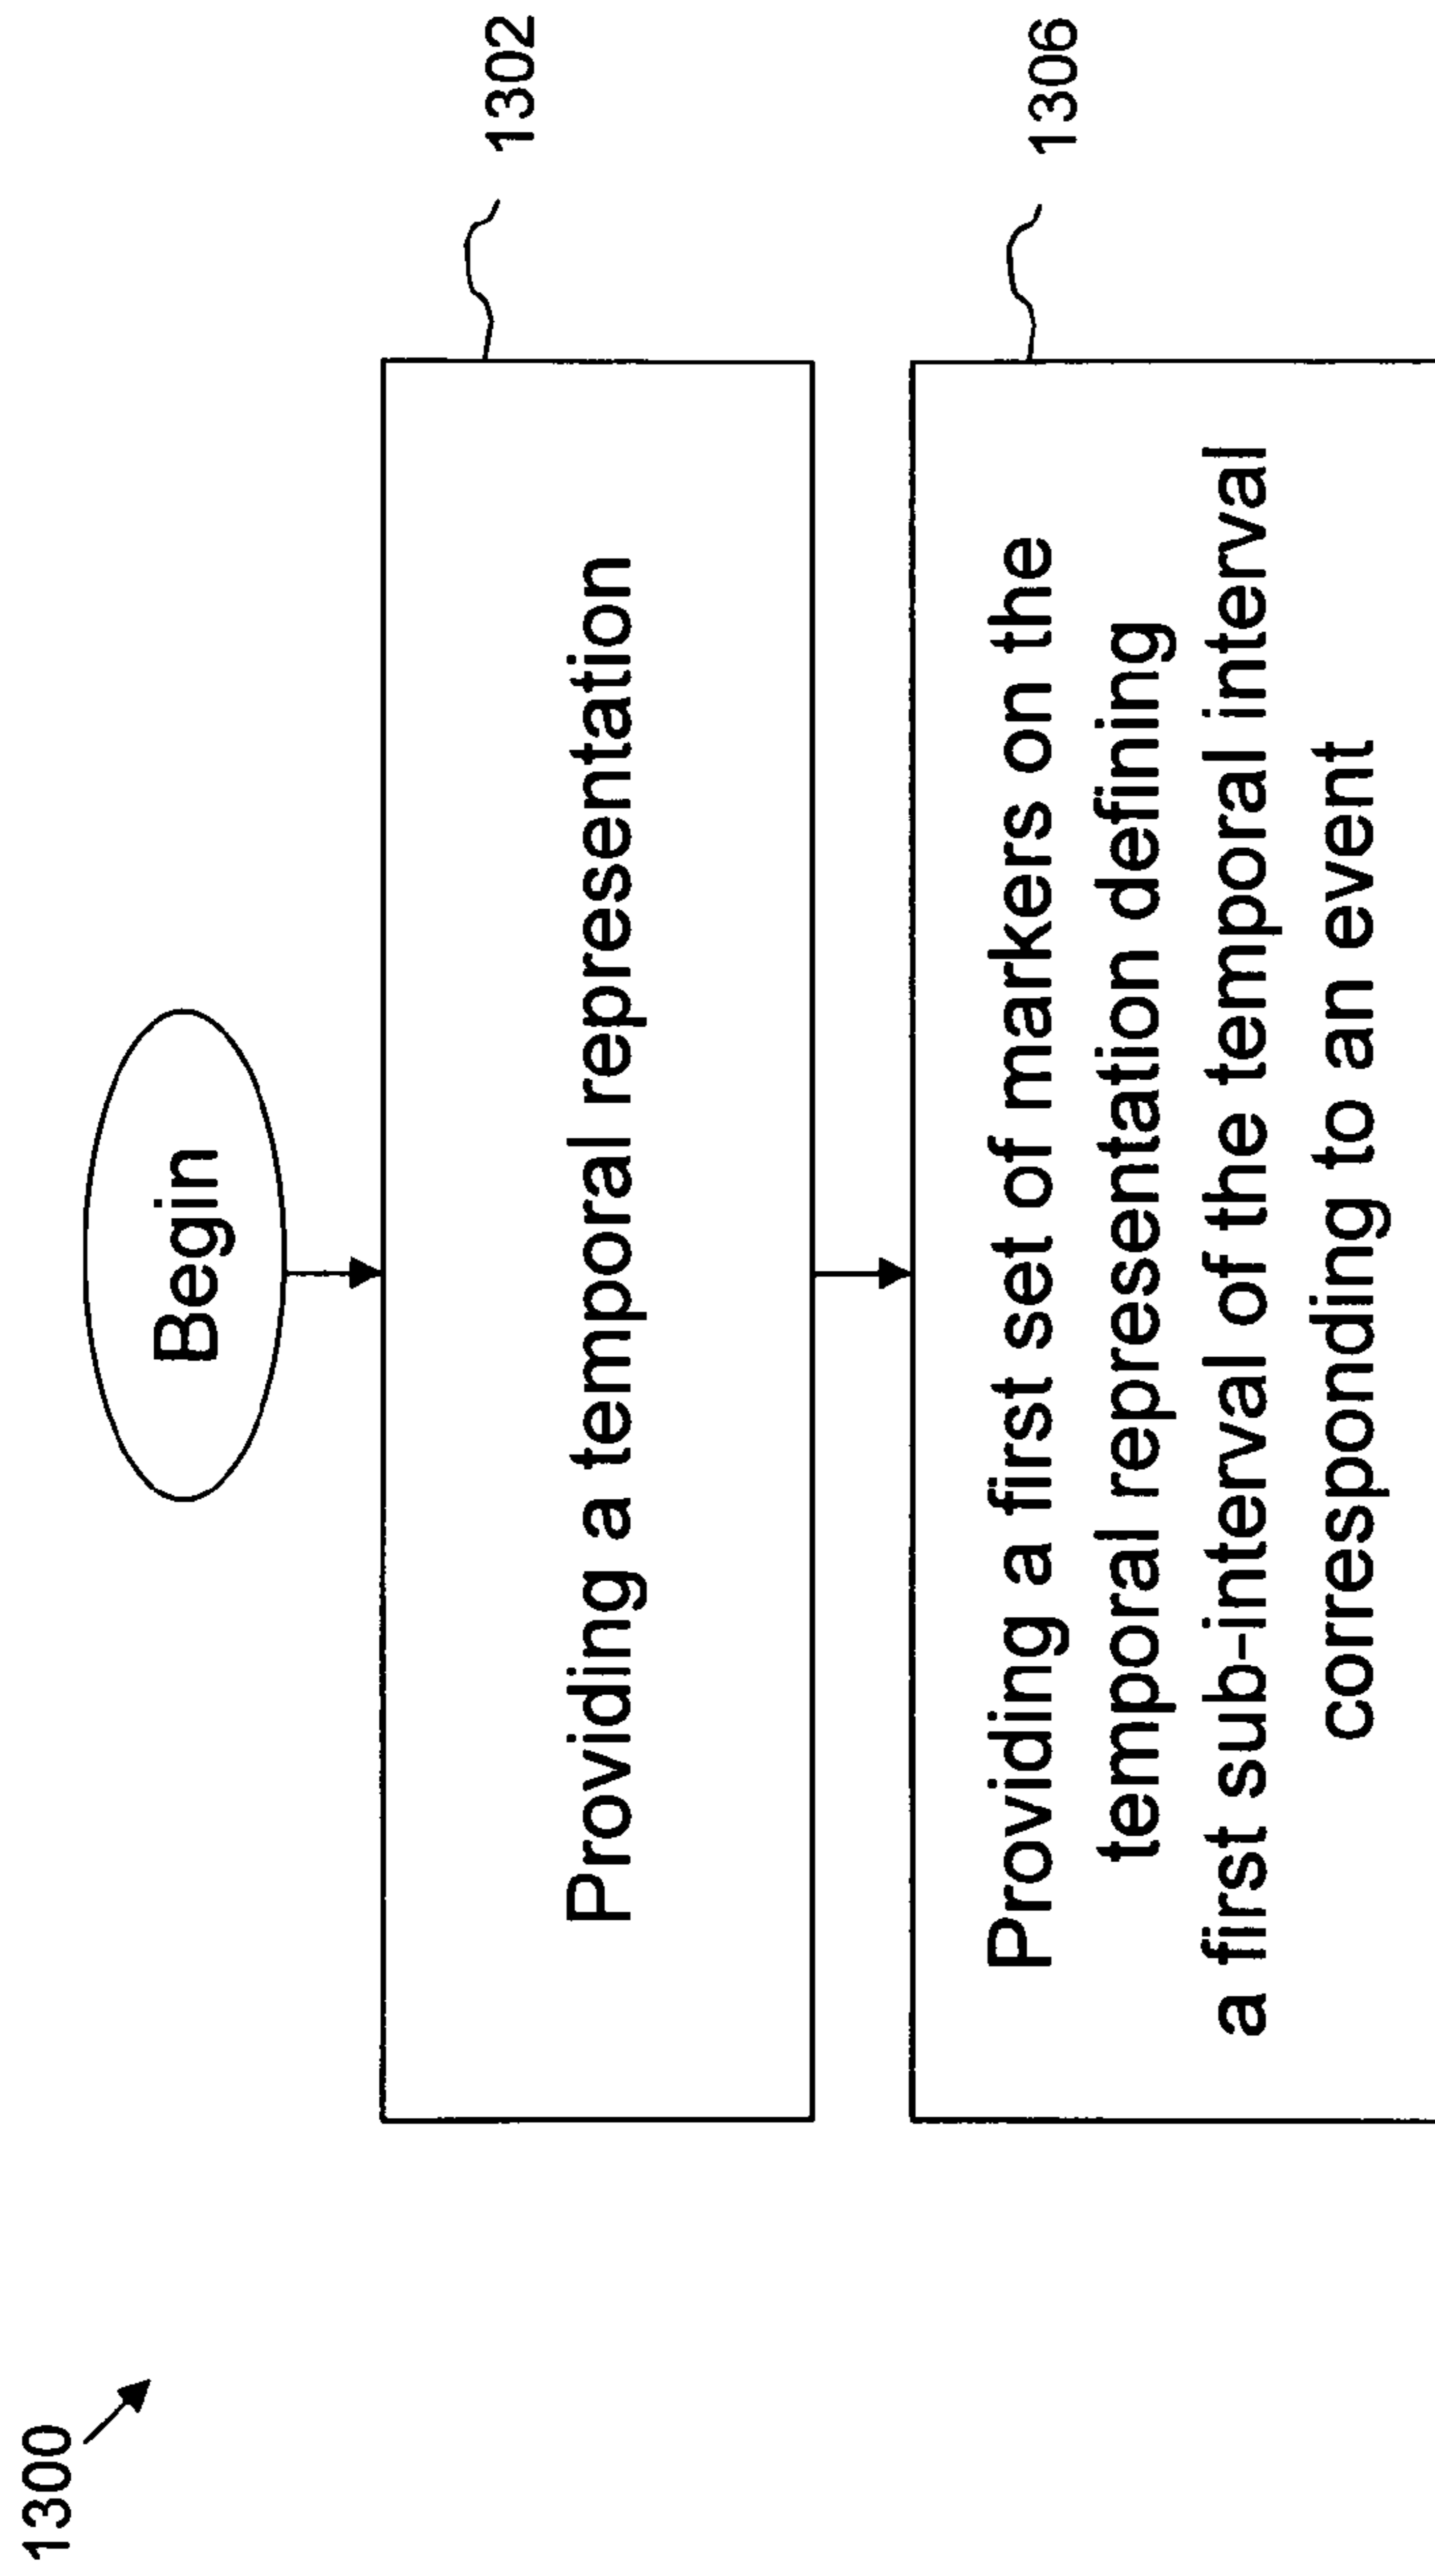 1300
Begin
Providing a temporal representation
1302
Providing a first set of markers on the
temporal representation defining
a first sub-interval of the temporal interval
corresponding to an event
1306